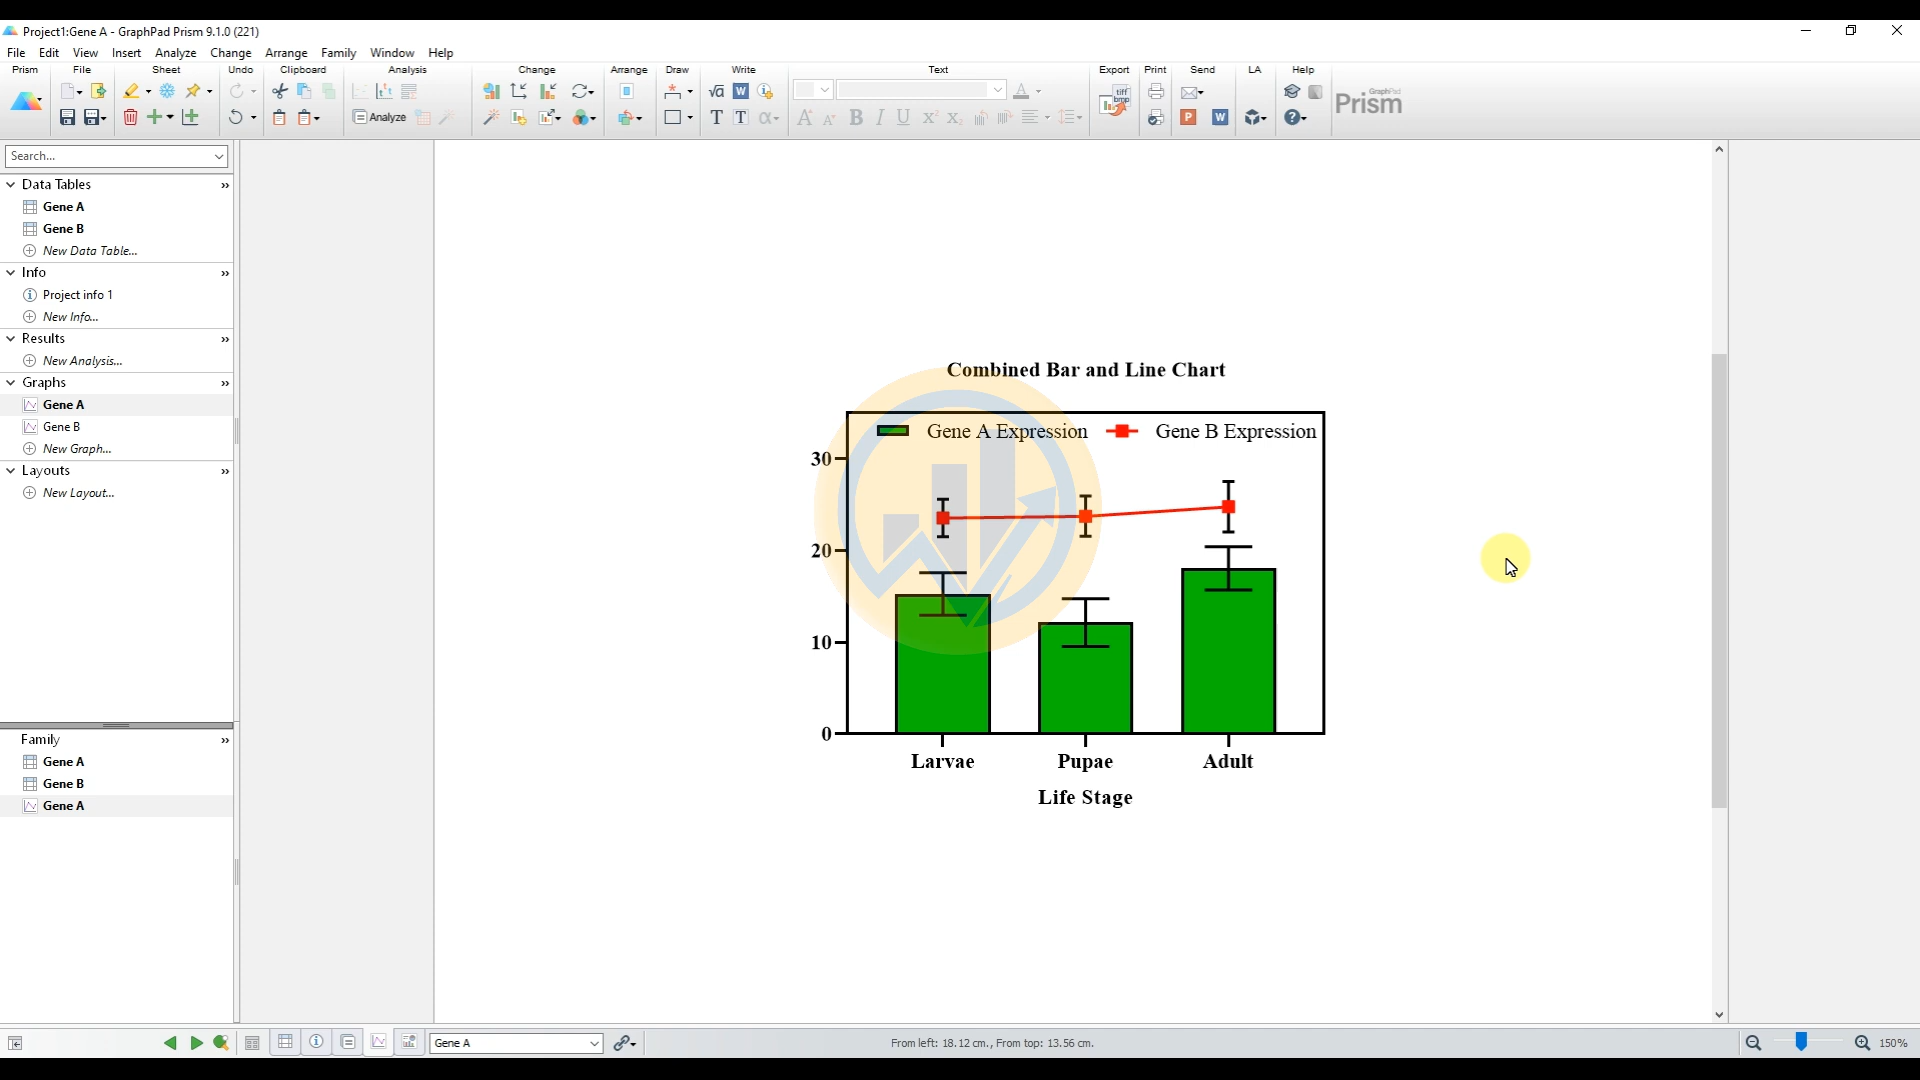 Project1:Gene A - GraphPad Prism 9.1.0 (221)
File Edit View Insert Analyze Change Arrange Family Window Help
Prism File Sheet Undo Clipboard Analysis Change Arrange Draw Write Text Export Print Send LA Help
Analyze
tiff
bmp
GraphPad
Prism
Search...
Data Tables
Gene A
Gene B
New Data Table...
Info
Project info 1
New Info...
Results
New Analysis...
Graphs
Gene A
Gene B
New Graph...
Layouts
New Layout...
Family
Gene A
Gene B
Gene A
Combined Bar and Line Chart
Gene A Expression Gene B Expression
30
20
10
0
Larvae Pupae Adult
Life Stage
Gene A
From left: 18.12 cm., From top: 13.56 cm.
150%